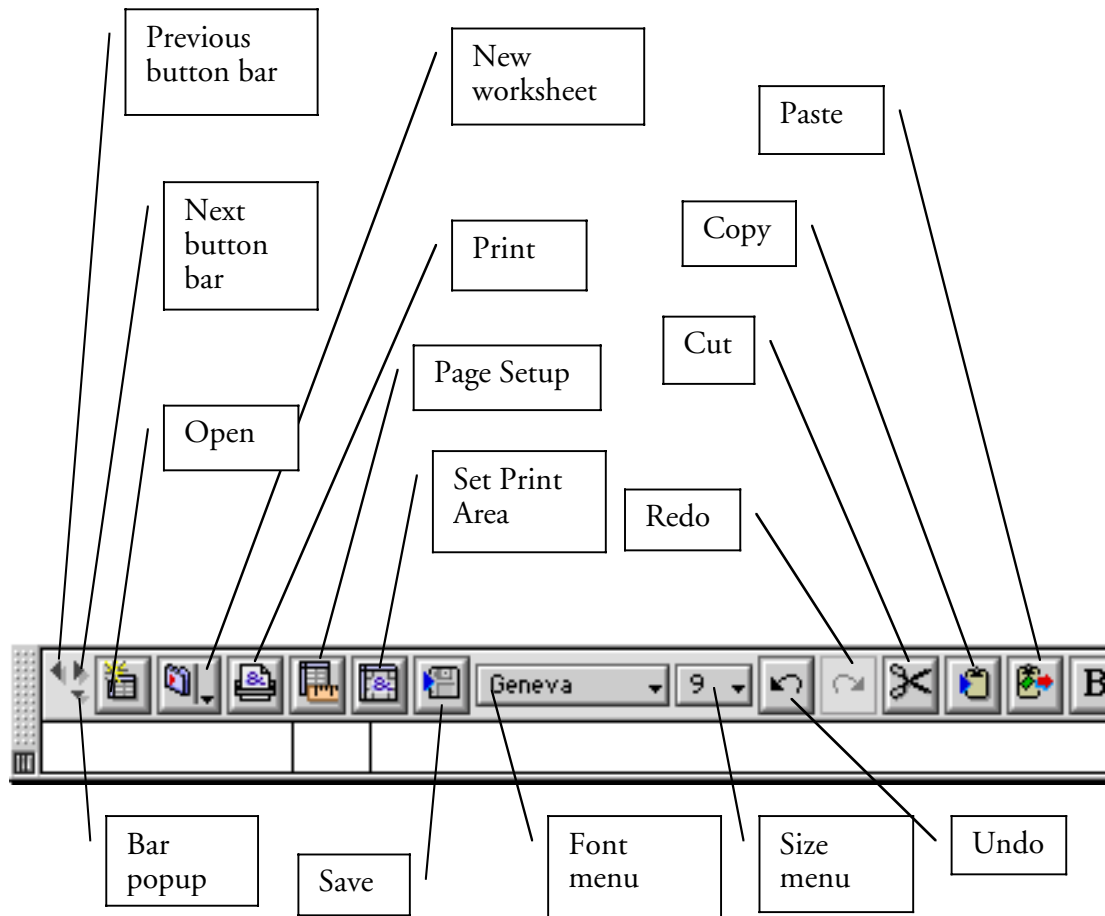 Previous
button bar
New
worksheet
Paste
Next
button
bar
Print
Copy
Cut
Page Setup
Open
Set Print
Area
Redo
Geneva
9
B
Bar
popup
Save
Font
menu
Size
menu
Undo